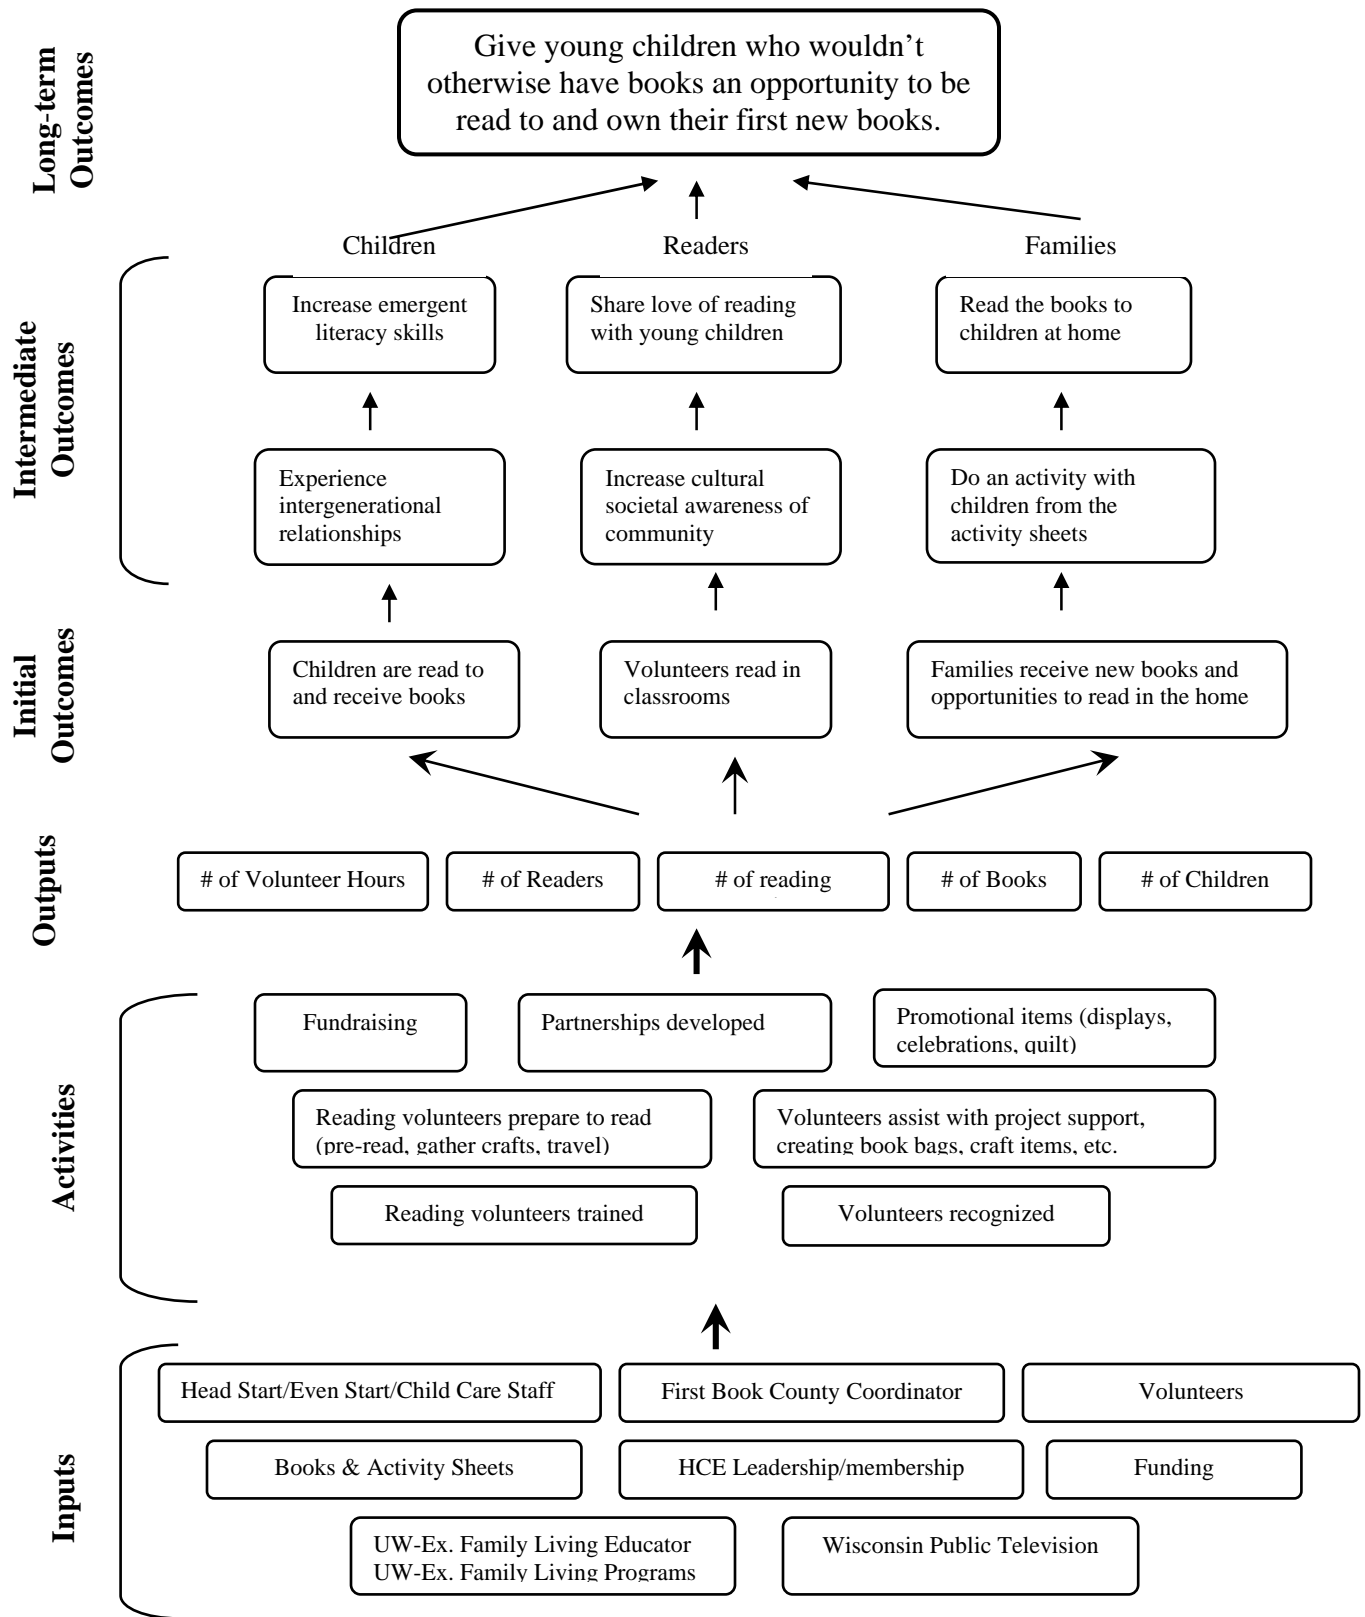 Long-term
Outcomes
Give young children who wouldn't
otherwise have books an opportunity to be
read to and own their first new books.
Children
Readers
Families
Intermediate
Outcomes
Increase emergent
literacy skills
Share love of reading
with young children
Read the books to
children at home
Experience
intergenerational
relationships
Increase cultural
societal awareness of
community
Do an activity with
children from the
activity sheets
Initial
Outcomes
Children are read to
and receive books
Volunteers read in
classrooms
Families receive new books and
opportunities to read in the home
Outputs
# of Volunteer Hours
# of Readers
# of reading
# of Books
# of Children
Activities
Fundraising
Partnerships developed
Promotional items (displays,
celebrations, quilt)
Reading volunteers prepare to read
(pre-read, gather crafts, travel)
Volunteers assist with project support,
creating book bags, craft items, etc.
Reading volunteers trained
Volunteers recognized
Inputs
Head Start/Even Start/Child Care Staff
First Book County Coordinator
Volunteers
Books & Activity Sheets
HCE Leadership/membership
Funding
UW-Ex. Family Living Educator
UW-Ex. Family Living Programs
Wisconsin Public Television